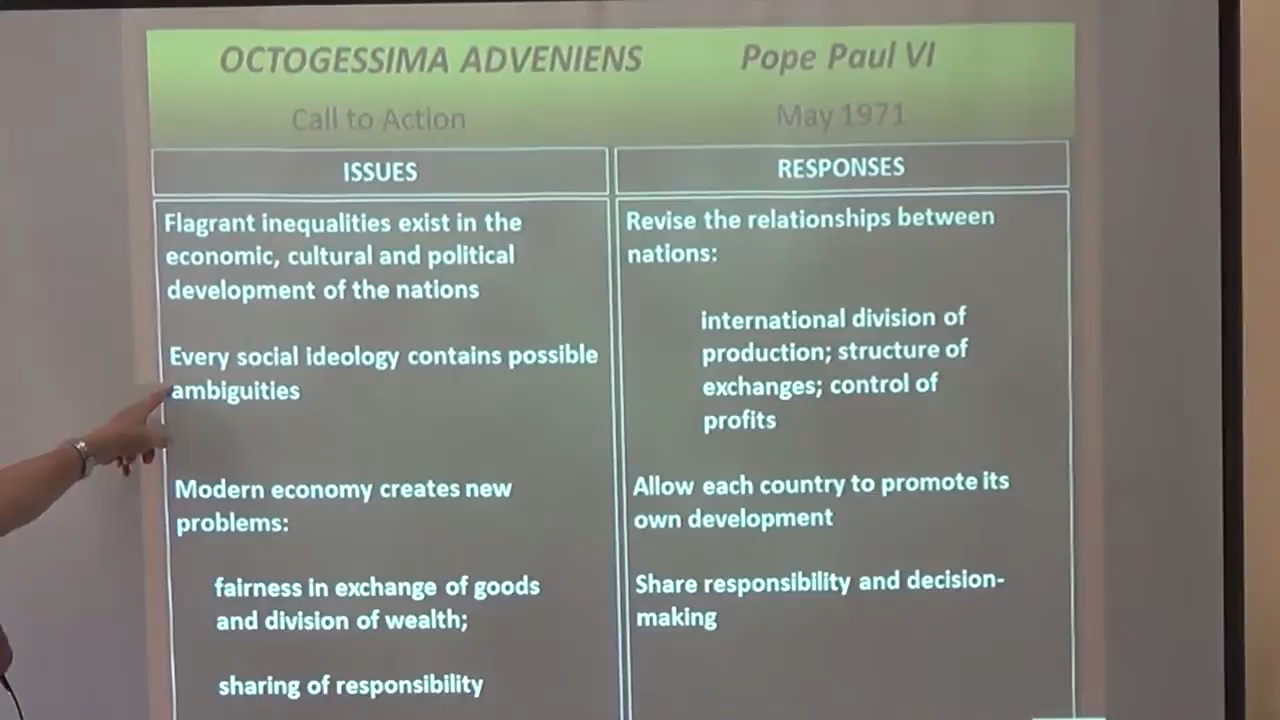 OCTOGESSIMA ADVENIENS Pope Paul VI
Call to Action May 1971
ISSUES
Flagrant inequalities exist in the
economic, cultural and political
development of the nations
Every social ideology contains possible
ambiguities
Modern economy creates new
problems:
fairness in exchange of goods
and division of wealth;
sharing of responsibility
RESPONSES
Revise the relationships between
nations:
international division of
production; structure of
exchanges; control of
profits
Allow each country to promote its
own development
Share responsibility and decision-
making